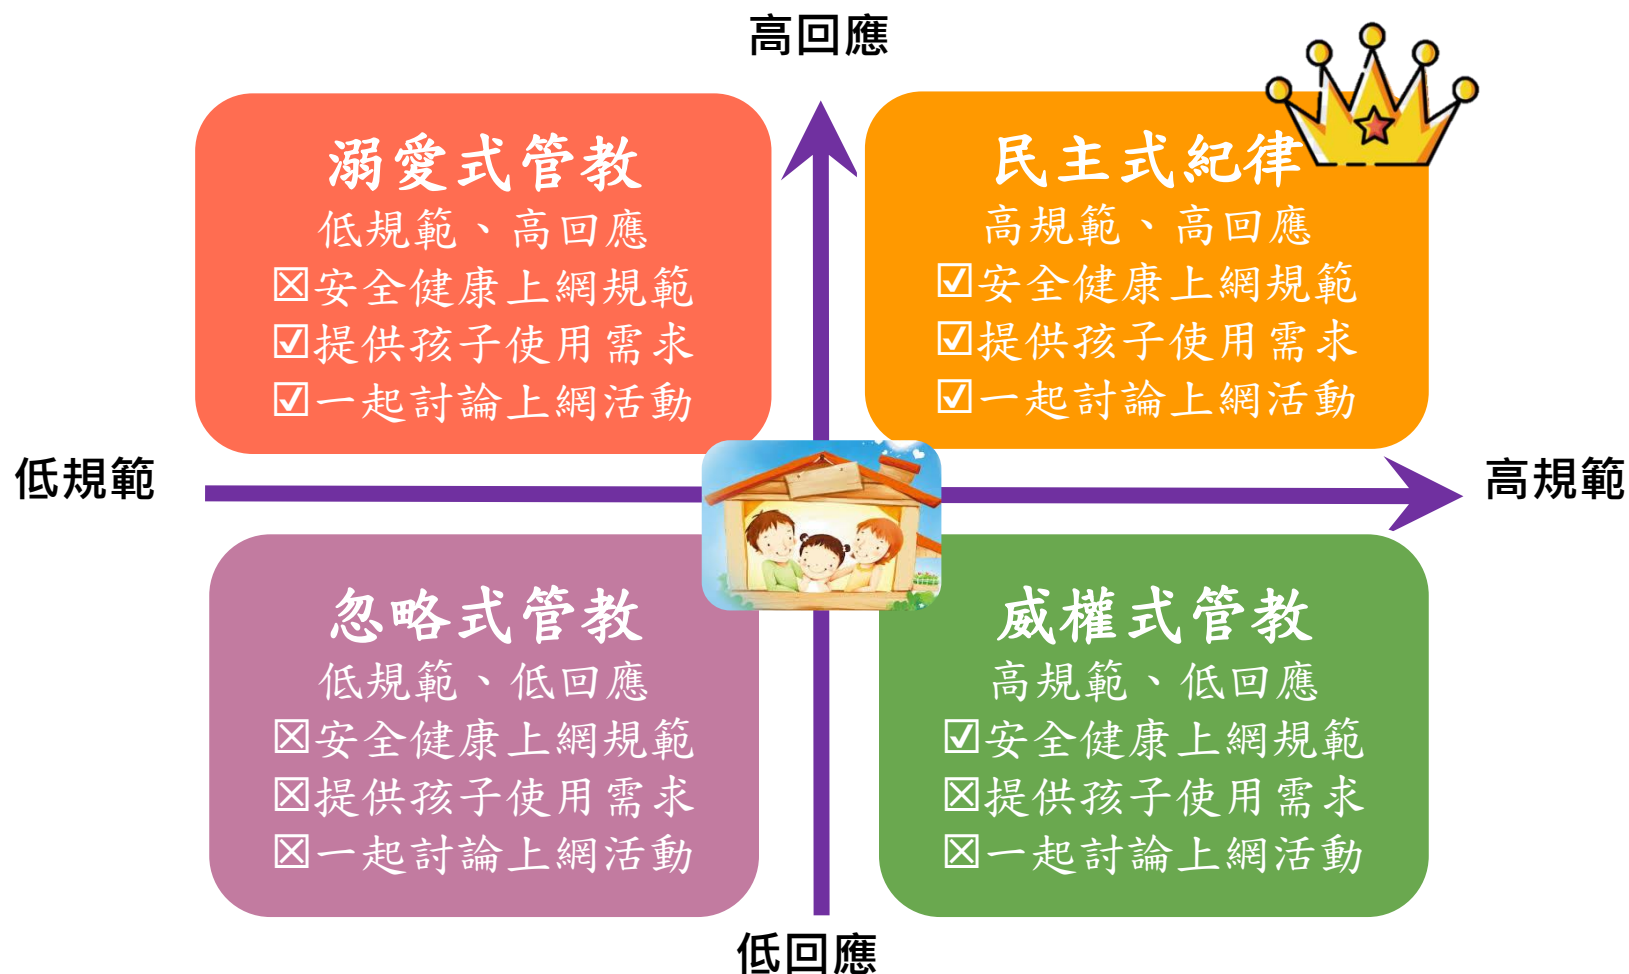 高回應
溺愛式管教
低規範、高回應
☒安全健康上網規範
☑提供孩子使用需求
☑一起討論上網活動
民主式紀律
高規範、高回應
☑安全健康上網規範
☑提供孩子使用需求
☑一起討論上網活動
低規範
高規範
忽略式管教
低規範、低回應
☒安全健康上網規範
☒提供孩子使用需求
☒一起討論上網活動
威權式管教
高規範、低回應
☑安全健康上網規範
☒提供孩子使用需求
☒一起討論上網活動
低回應